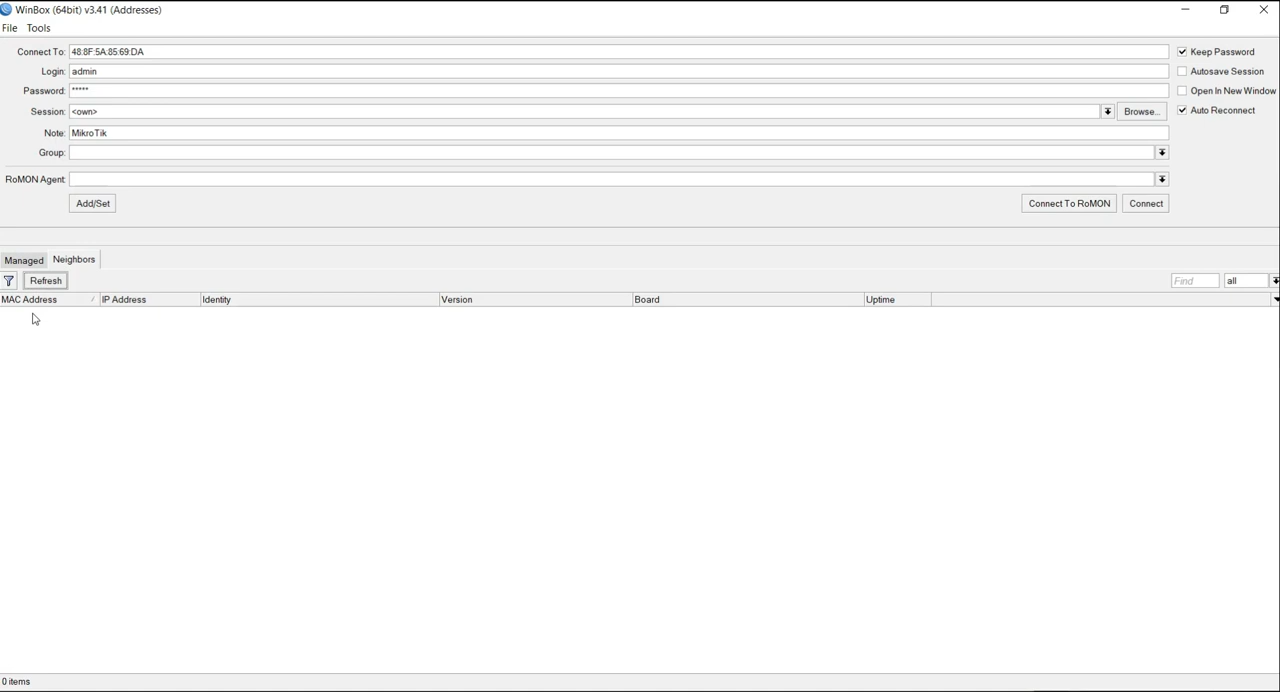 WinBox (64bit) v3.41 (Addresses)
File Tools
Connect To: 48:8F:5A:85:69:DA
Keep Password
Login: admin
Autosave Session
Password: *****
Open In New Window
Session: <own>
Browse...
Auto Reconnect
Note: MikroTik
Group:
RoMON Agent:
Add/Set
Connect To RoMON
Connect
Managed Neighbors
Refresh
Find
all
MAC Address / IP Address Identity Version Board Uptime
0 items